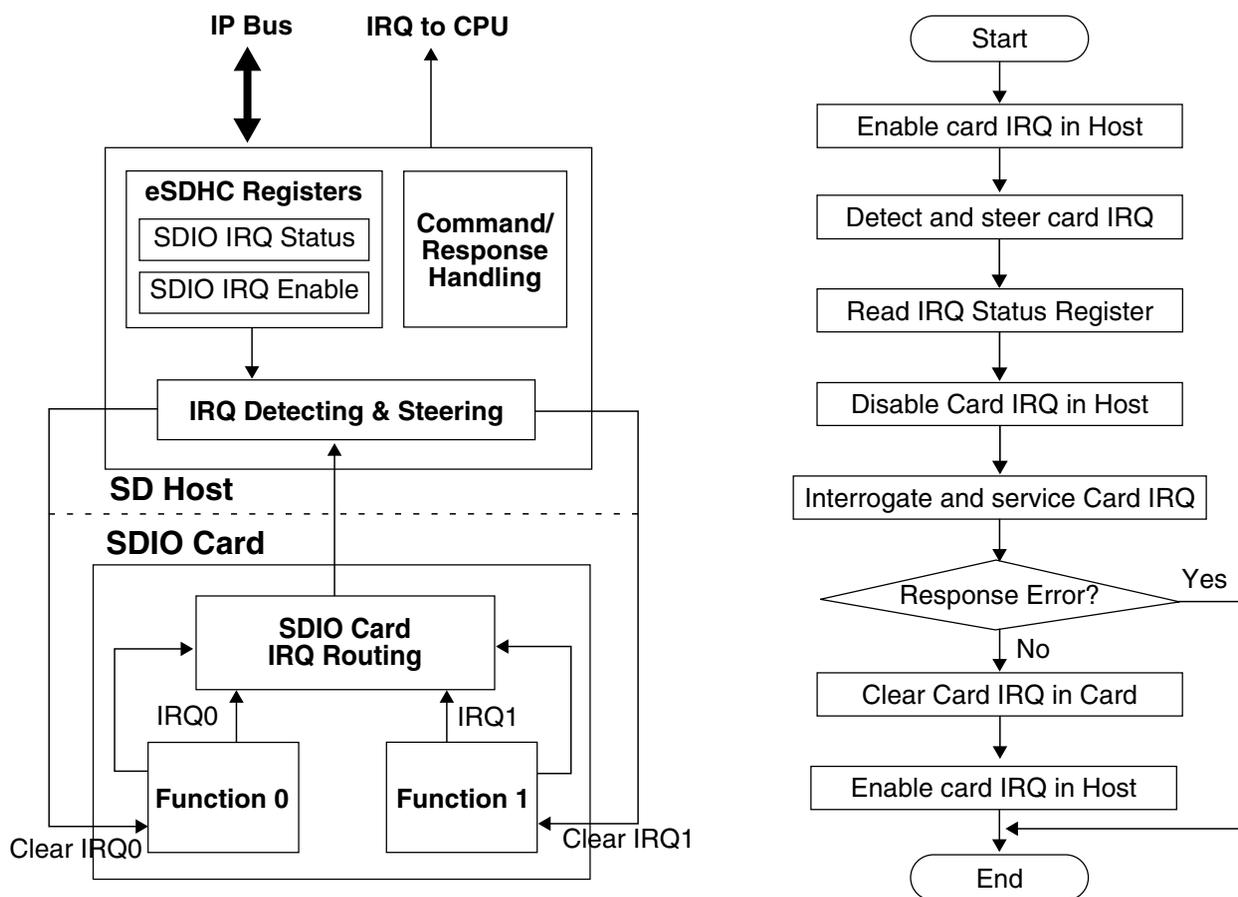 IP Bus
IRQ to CPU
eSDHC Registers
SDIO IRQ Status
SDIO IRQ Enable
Command/
Response
Handling
IRQ Detecting & Steering
SD Host
SDIO Card
SDIO Card
IRQ Routing
IRQ0
IRQ1
Function 0
Function 1
Clear IRQ0
Clear IRQ1
Start
Enable card IRQ in Host
Detect and steer card IRQ
Read IRQ Status Register
Disable Card IRQ in Host
Interrogate and service Card IRQ
Response Error?
Yes
No
Clear Card IRQ in Card
Enable card IRQ in Host
End